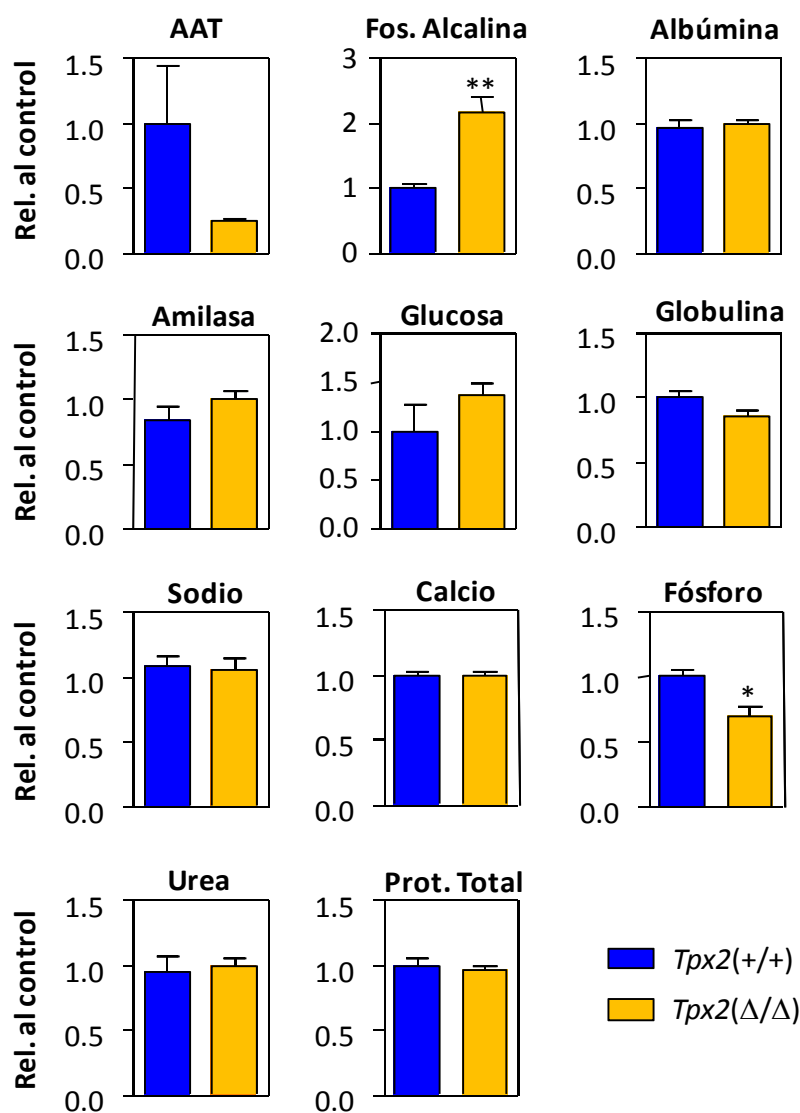 AAT
Rel. al control
1.5
1.0
0.5
0.0
Fos. Alcalina
3
2
1
0
**
Albúmina
1.5
1.0
0.5
0.0
Amilasa
Rel. al control
1.5
1.0
0.5
0.0
Glucosa
2.0
1.5
1.0
0.5
0.0
Globulina
1.5
1.0
0.5
0.0
Sodio
Rel. al control
1.5
1.0
0.5
0.0
Calcio
1.5
1.0
0.5
0.0
Fósforo
1.5
1.0
0.5
0.0
*
Urea
Rel. al control
1.5
1.0
0.5
0.0
Prot. Total
1.5
1.0
0.5
0.0
Tpx2(+/+)
Tpx2(Δ/Δ)